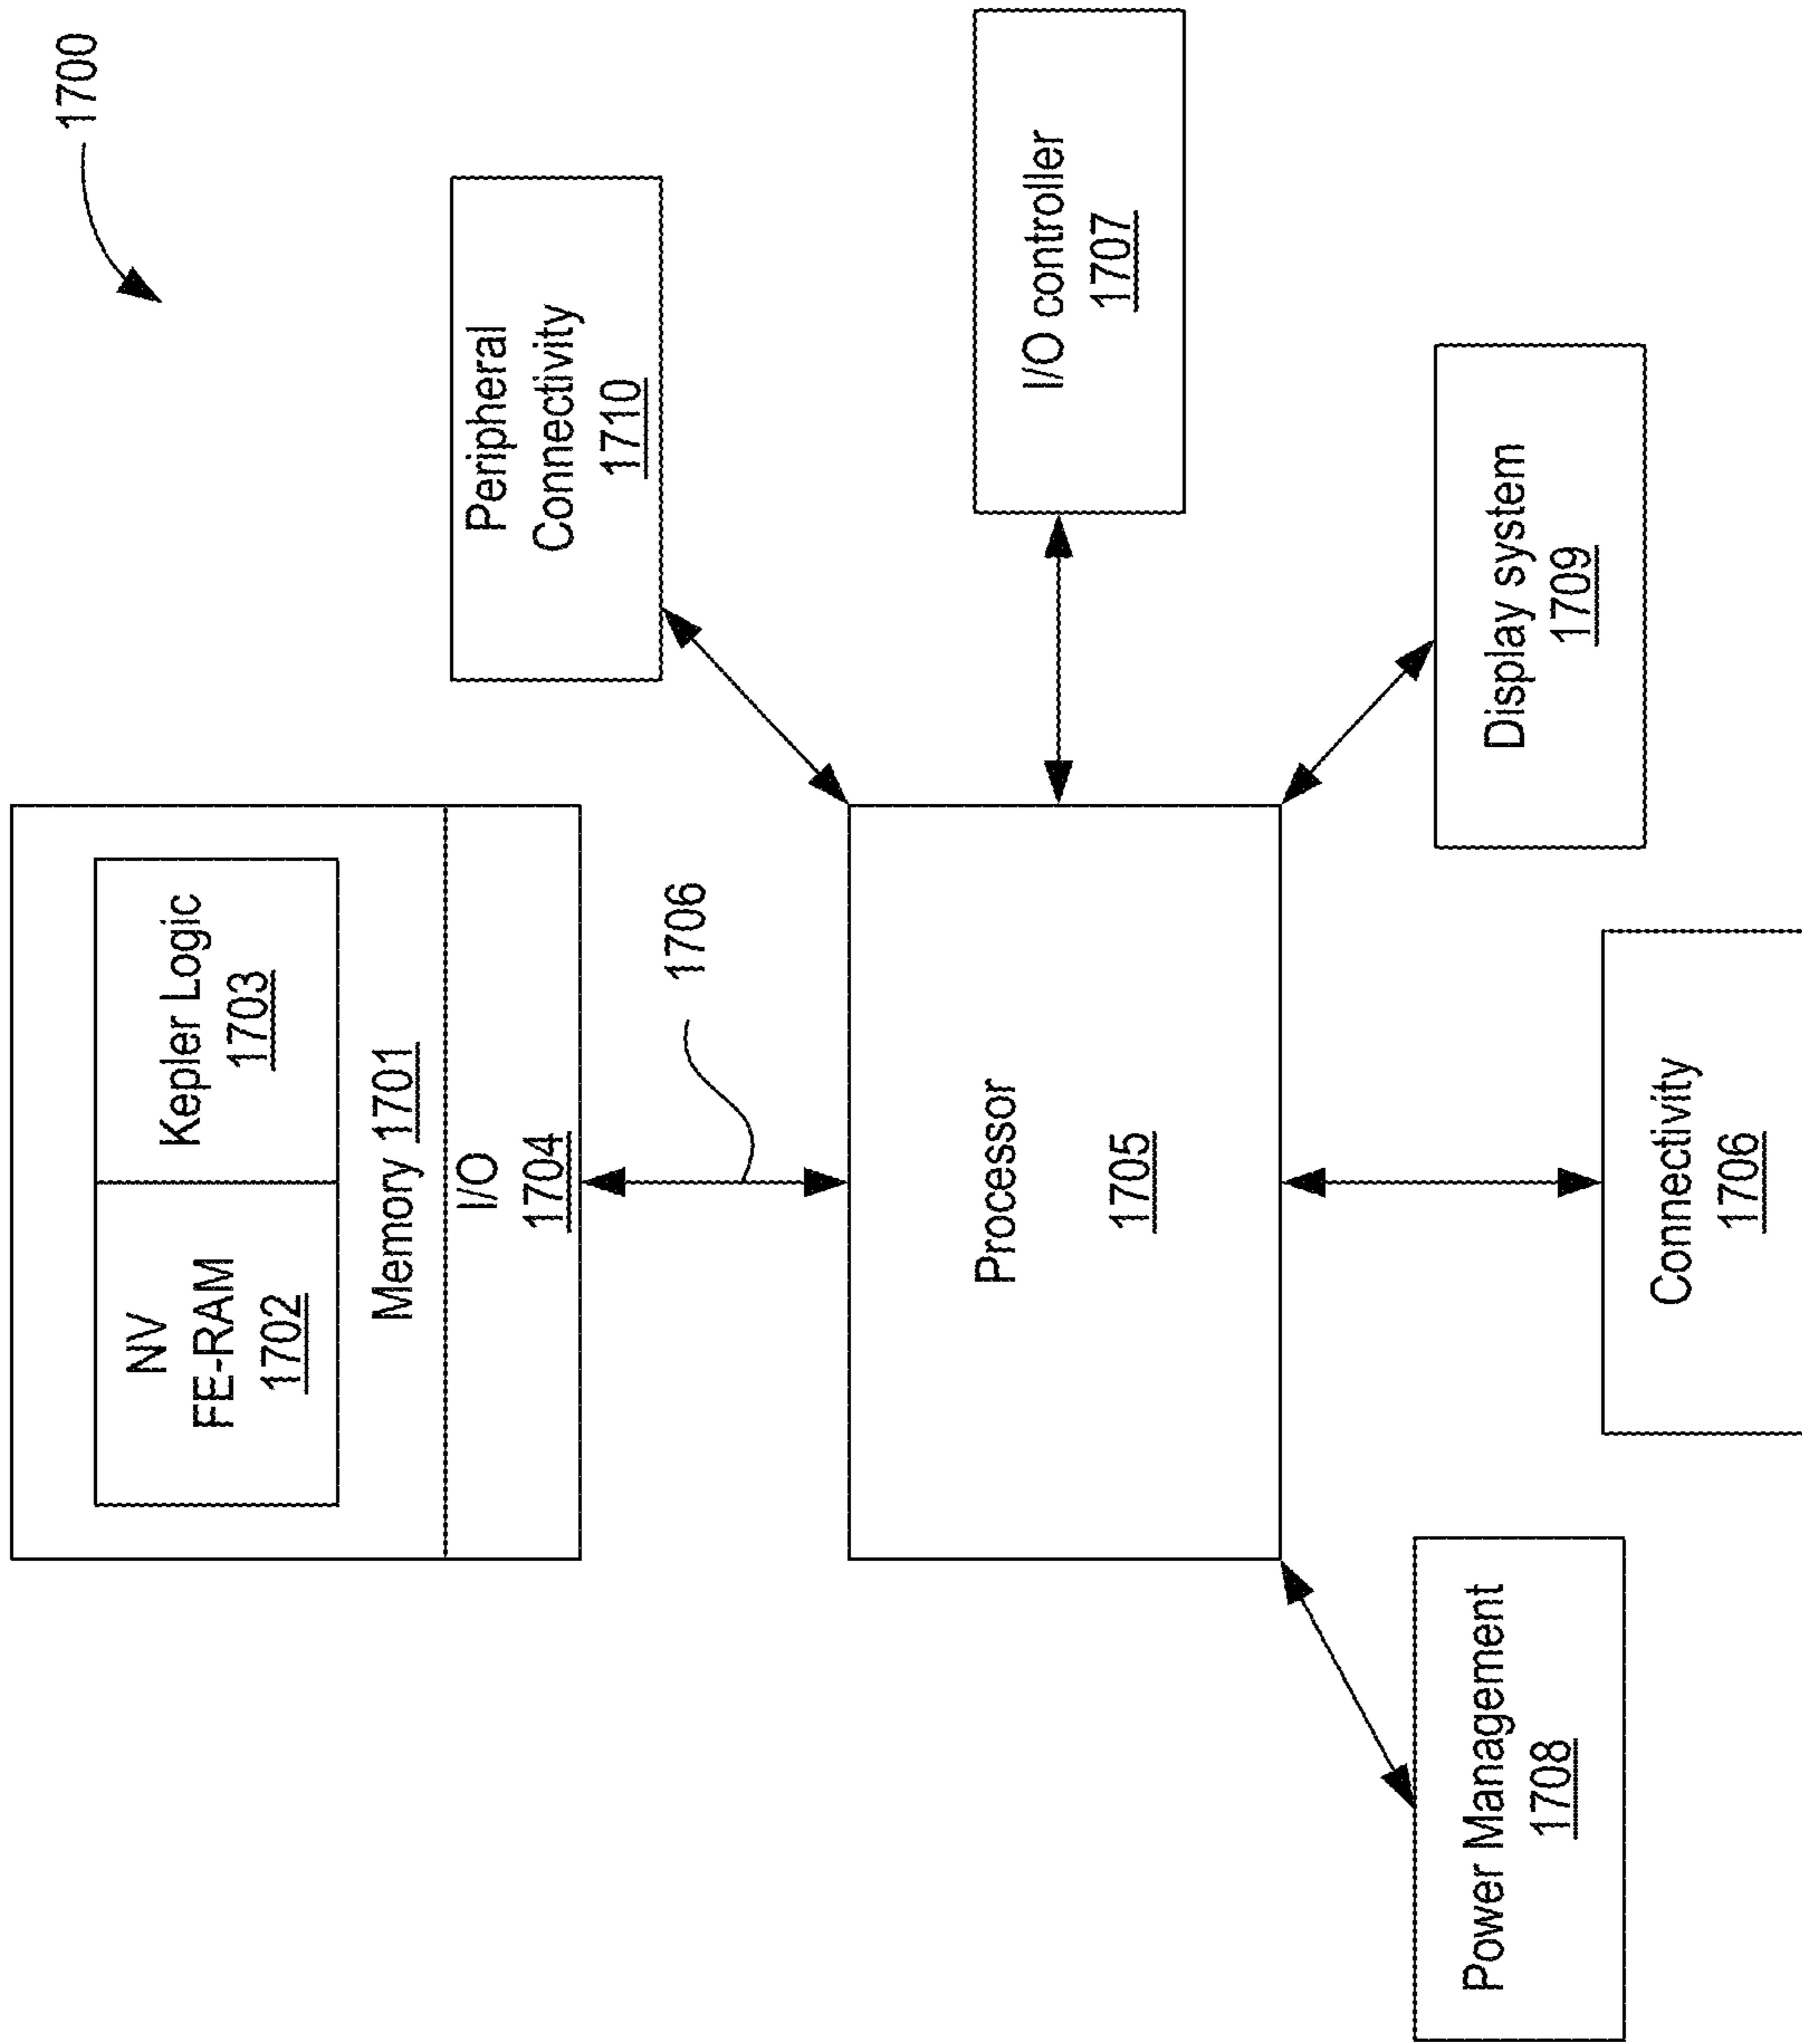 1700
NV
FE-RAM
1702
Kepler Logic
1703
Memory 1701
I/O
1704
1706
Peripheral
Connectivity
1710
Processor
1705
I/O controller
1707
Power Management
1708
Connectivity
1706
Display system
1709